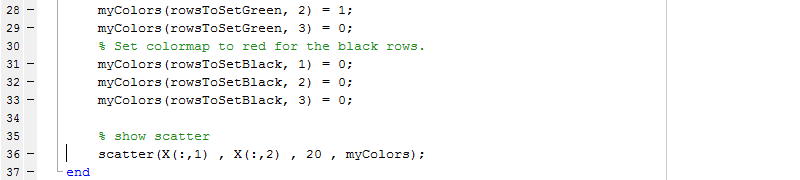 28 – myColors(rowsToSetGreen, 2) = 1;
29 – myColors(rowsToSetGreen, 3) = 0;
30 % Set colormap to red for the black rows.
31 – myColors(rowsToSetBlack, 1) = 0;
32 – myColors(rowsToSetBlack, 2) = 0;
33 – myColors(rowsToSetBlack, 3) = 0;
34
35 % show scatter
36 – scatter(X(:,1) , X(:,2) , 20 , myColors);
37 – end